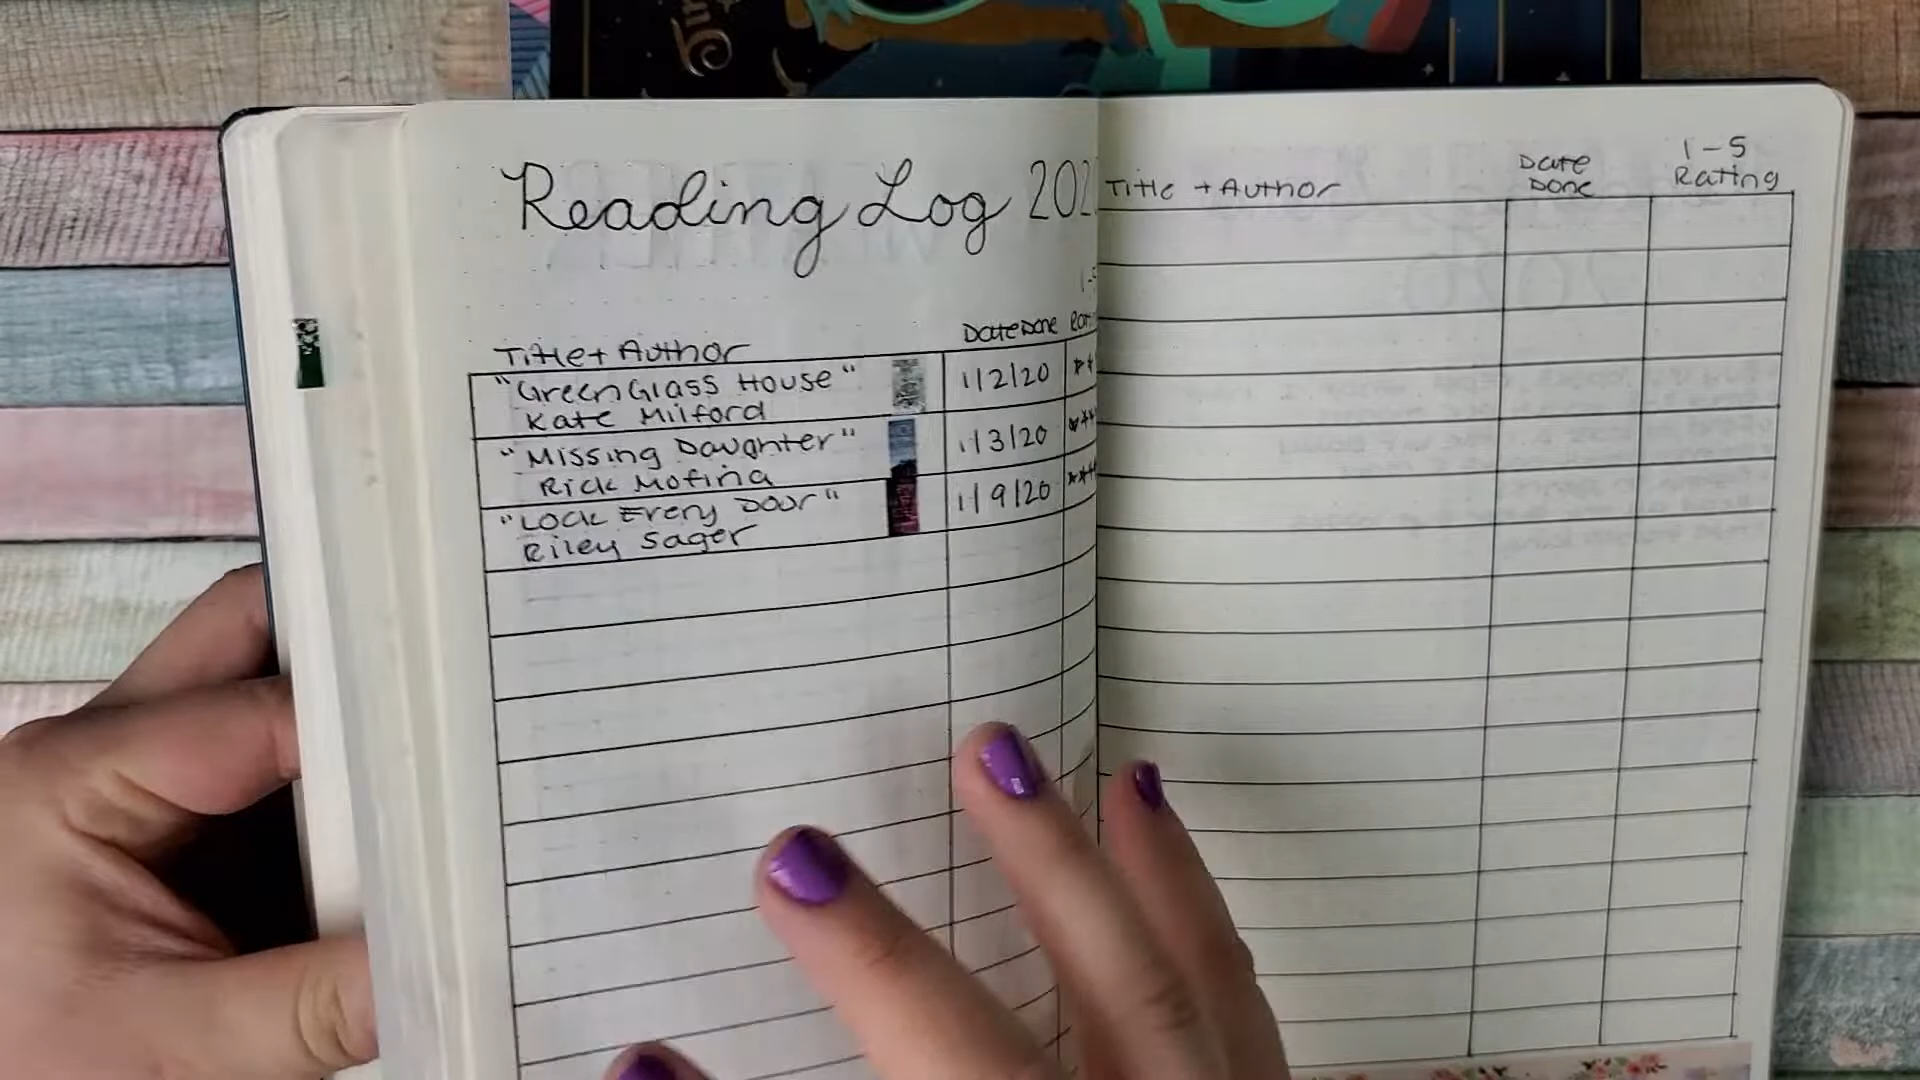 Reading Log 202
Title + Author
Date Done
"Green Glass House"
Kate Milford
1/2/20
"Missing Daughter"
Rick Mofina
1/3/20
"Lock Every Door"
Riley Sager
1/9/20
Title + Author
Date
Done
1-5
Rating